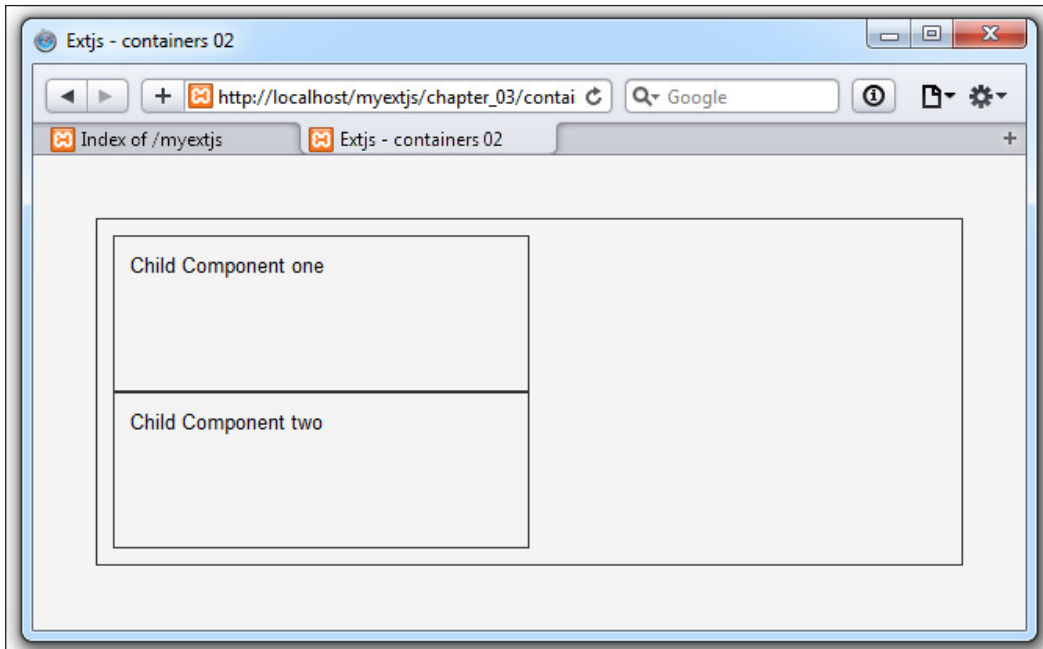 Extjs - containers 02
http://localhost/myextjs/chapter_03/contai
Google
Index of /myextjs
Extjs - containers 02
Child Component one
Child Component two